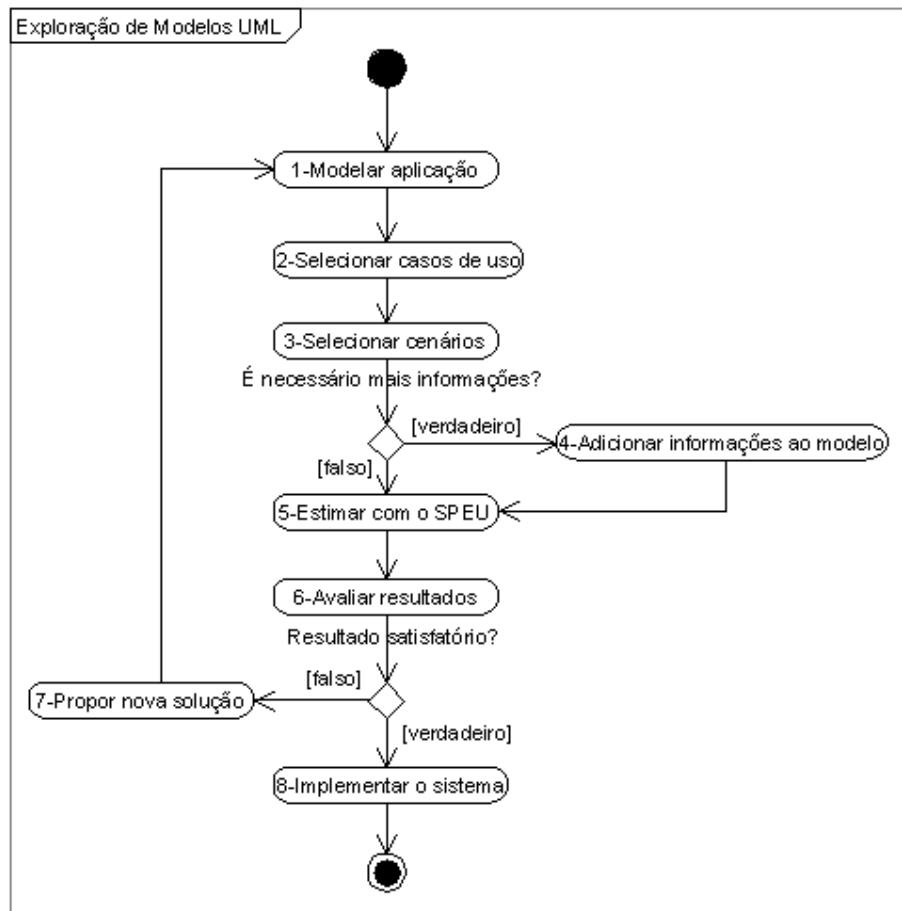 Exploração de Modelos UML
1-Modelar aplicação
2-Selecionar casos de uso
3-Selecionar cenários
É necessário mais informações?
[verdadeiro]
4-Adicionar informações ao modelo
[falso]
5-Estimar com o SPEU
6-Avaliar resultados
Resultado satisfatório?
[falso]
7-Propor nova solução
[verdadeiro]
8-Implementar o sistema